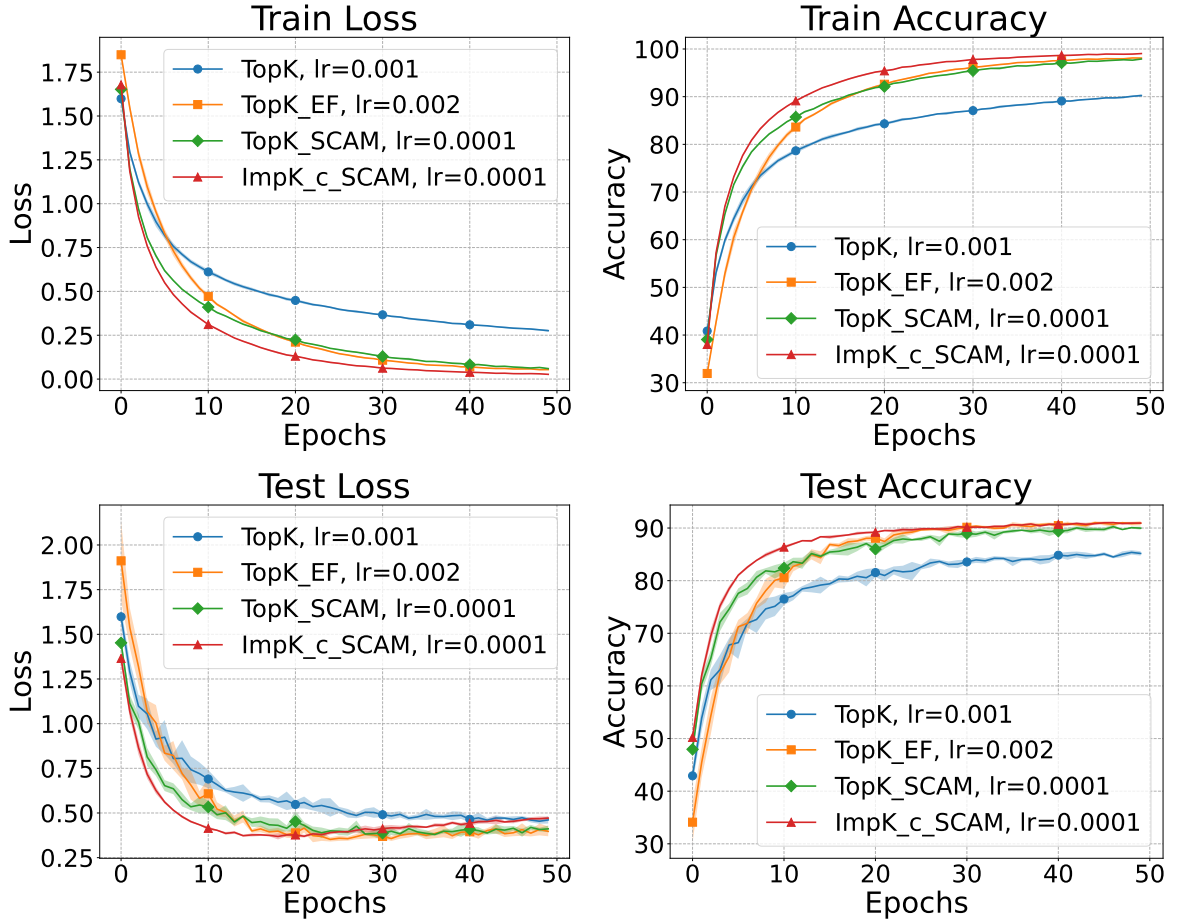 Train Loss
Loss
1.75
1.50
1.25
1.00
0.75
0.50
0.25
0.00
TopK, lr=0.001
TopK_EF, lr=0.002
TopK_SCAM, lr=0.0001
ImpK_c_SCAM, lr=0.0001
0 10 20 30 40 50
Epochs
Train Accuracy
Accuracy
100
90
80
70
60
50
40
30
TopK, lr=0.001
TopK_EF, lr=0.002
TopK_SCAM, lr=0.0001
ImpK_c_SCAM, lr=0.0001
0 10 20 30 40 50
Epochs
Test Loss
Loss
2.00
1.75
1.50
1.25
1.00
0.75
0.50
0.25
TopK, lr=0.001
TopK_EF, lr=0.002
TopK_SCAM, lr=0.0001
ImpK_c_SCAM, lr=0.0001
0 10 20 30 40 50
Epochs
Test Accuracy
Accuracy
90
80
70
60
50
40
30
TopK, lr=0.001
TopK_EF, lr=0.002
TopK_SCAM, lr=0.0001
ImpK_c_SCAM, lr=0.0001
0 10 20 30 40 50
Epochs